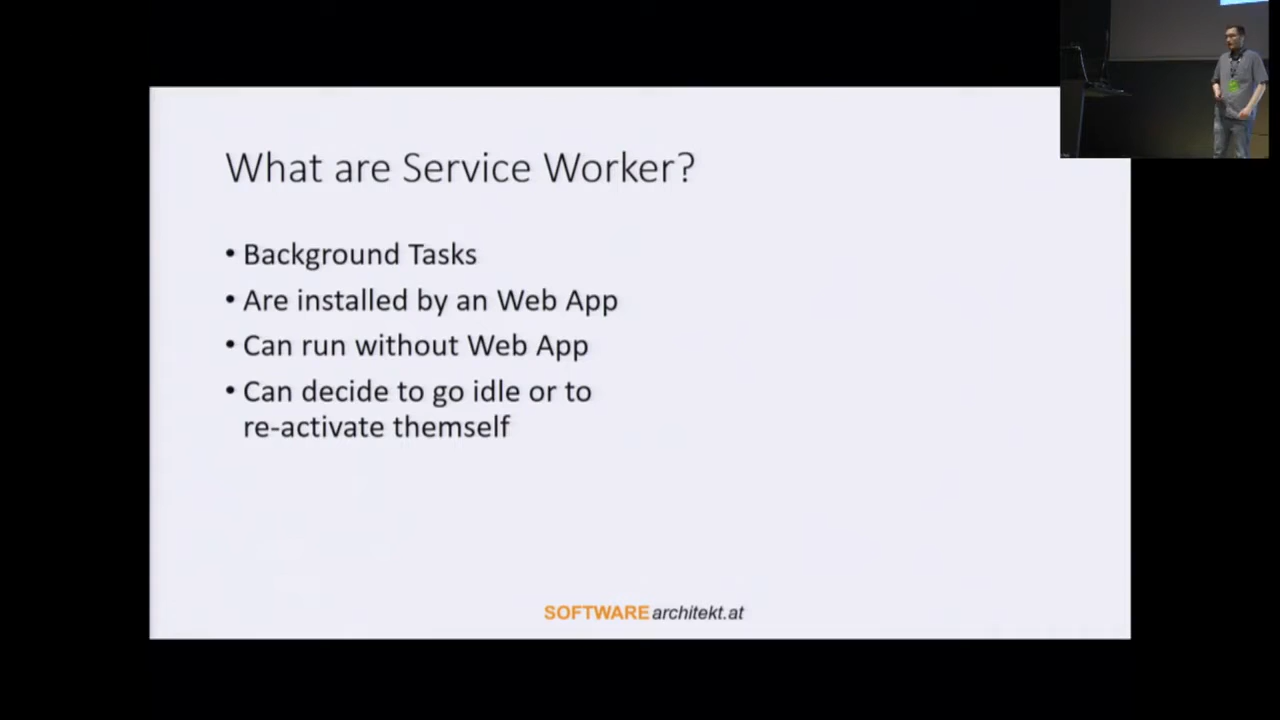 What are Service Worker?
• Background Tasks
• Are installed by an Web App
• Can run without Web App
• Can decide to go idle or to
re-activate themself
SOFTWAREarchitekt.at